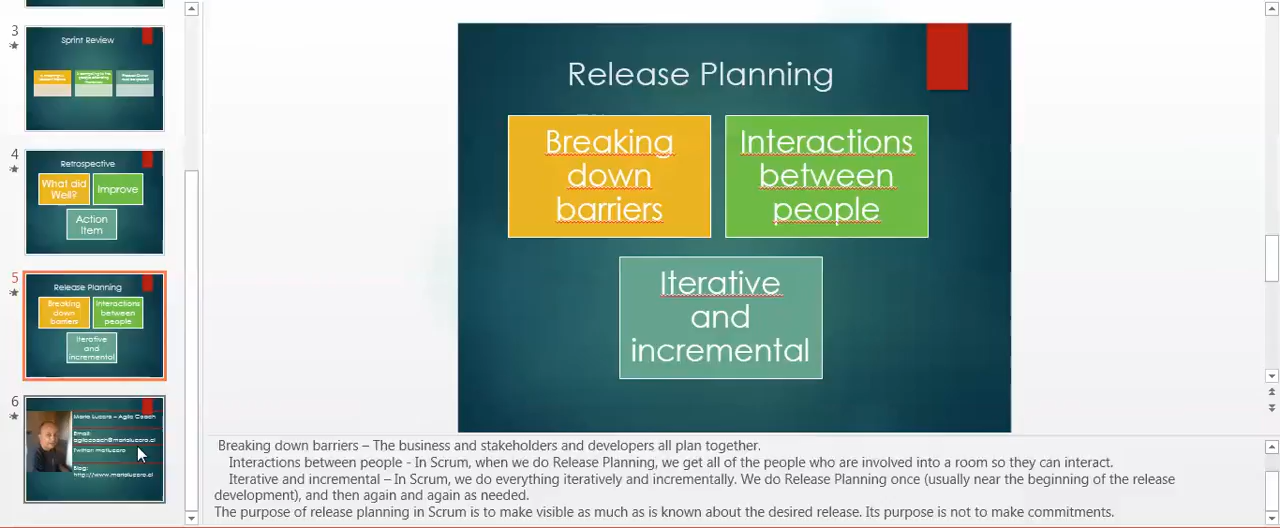 3
Sprint Review
4
Retrospective
What did
Well?
Improve
Action
Item
5
Release Planning
Breaking
down
barriers
Interactions
between
people
Iterative
and
incremental
6
Email:
Blog:
Release Planning
Breaking
down
barriers
Interactions
between
people
Iterative
and
incremental
Breaking down barriers – The business and stakeholders and developers all plan together.
Interactions between people - In Scrum, when we do Release Planning, we get all of the people who are involved into a room so they can interact.
Iterative and incremental – In Scrum, we do everything iteratively and incrementally. We do Release Planning once (usually near the beginning of the release
development), and then again and again as needed.
The purpose of release planning in Scrum is to make visible as much as is known about the desired release. Its purpose is not to make commitments.